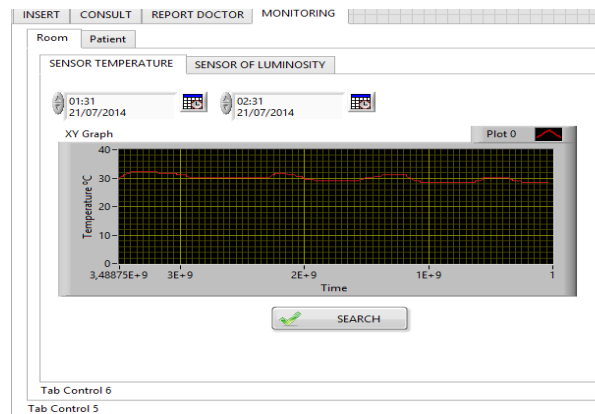 INSERT CONSULT REPORT DOCTOR MONITORING
Room Patient
SENSOR TEMPERATURE SENSOR OF LUMINOSITY
01:31 02:31
21/07/2014 21/07/2014
XY Graph Plot 0
40
30
20
10
0
Temperature ºC
3,48875E+9 3E+9 2E+9 1E+9 1
Time
SEARCH
Tab Control 6
Tab Control 5